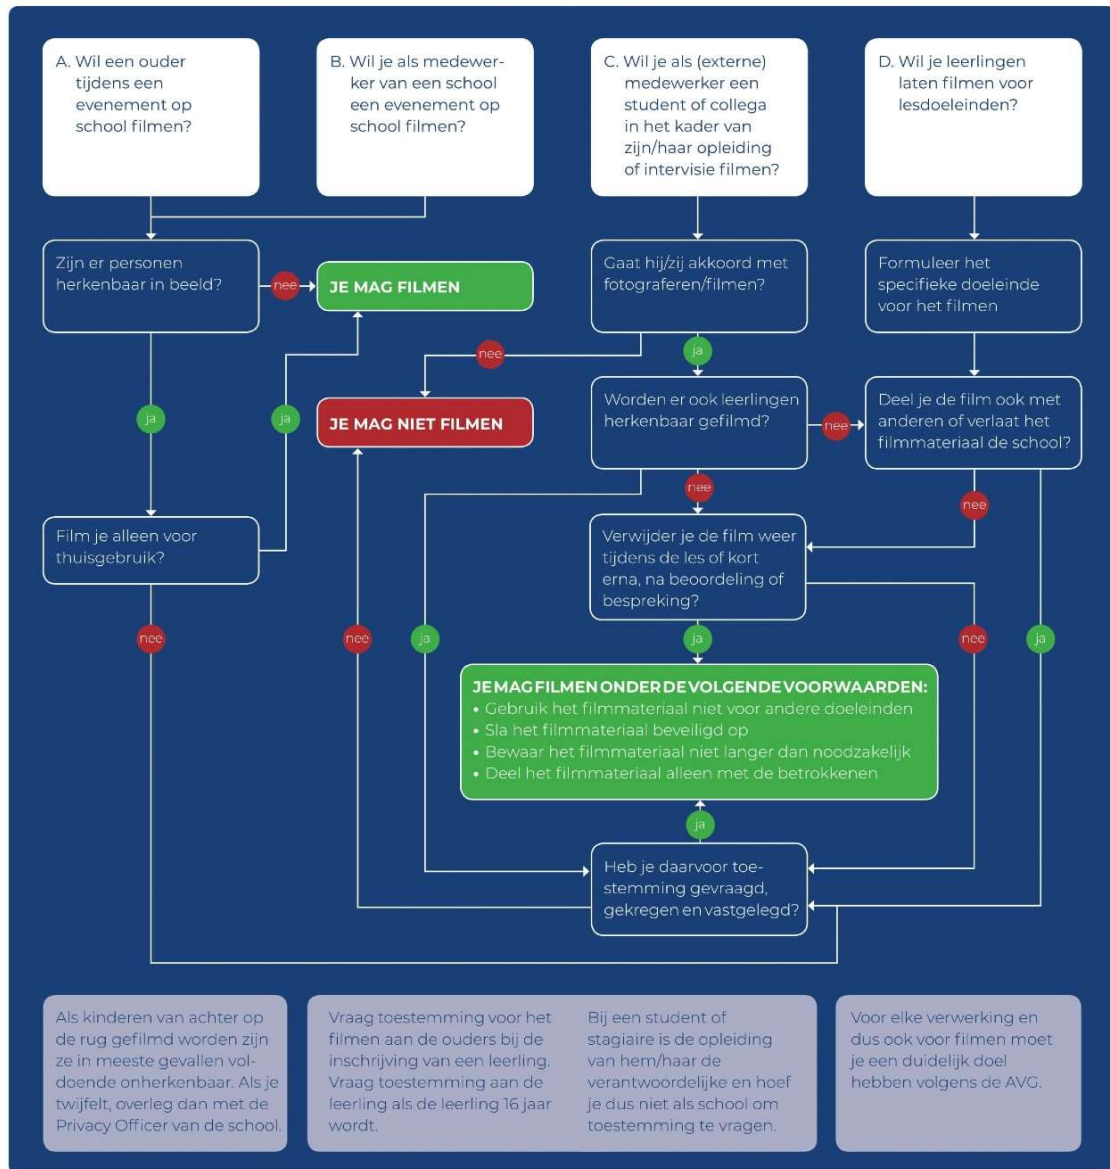 A. Wil een ouder
tijdens een
evenement op
school filmen?
B. Wil je als medewer-
ker van een school
een evenement op
school filmen?
C. Wil je als (externe)
medewerker een
student of collega
in het kader van
zijn/haar opleiding
of intervisie filmen?
D. Wil je leerlingen
laten filmen voor
lesdoeleinden?
Zijn er personen
herkenbaar in beeld?
nee
JE MAG FILMEN
Gaat hij/zij akkoord met
fotograferen/filmen?
Formuleer het
specifieke doeleinde
voor het filmen
nee
ja
ja
ja
JE MAG NIET FILMEN
Worden er ook leerlingen
herkenbaar gefilmd?
nee
Deel je de film ook met
anderen of verlaat het
filmmateriaal de school?
nee
nee
Film je alleen voor
thuisgebruik?
Verwijder je de film weer
tijdens de les of kort
erna, na beoordeling of
bespreking?
nee
nee
ja
ja
nee
ja
JE MAG FILMEN ONDER DE VOLGENDE VOORWAARDEN:
• Gebruik het filmmateriaal niet voor andere doeleinden
• Sla het filmmateriaal beveiligd op
• Bewaar het filmmateriaal niet langer dan noodzakelijk
• Deel het filmmateriaal alleen met de betrokkenen
ja
Heb je daarvoor toe-
stemming gevraagd,
gekregen en vastgelegd?
Als kinderen van achter op
de rug gefilmd worden zijn
ze in meeste gevallen vol-
doende onherkenbaar. Als je
twijfelt, overleg dan met de
Privacy Officer van de school.
Vraag toestemming voor het
filmen aan de ouders bij de
inschrijving van een leerling.
Vraag toestemming aan de
leerling als de leerling 16 jaar
wordt.
Bij een student of
stagiaire is de opleiding
van hem/haar de
verantwoordelijke en hoef
je dus niet als school om
toestemming te vragen.
Voor elke verwerking en
dus ook voor filmen moet
je een duidelijk doel
hebben volgens de AVG.